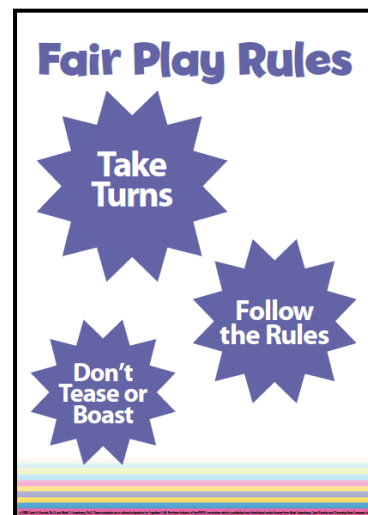 Fair Play Rules
Take
Turns
Follow
the Rules
Don't
Tease or
Boast